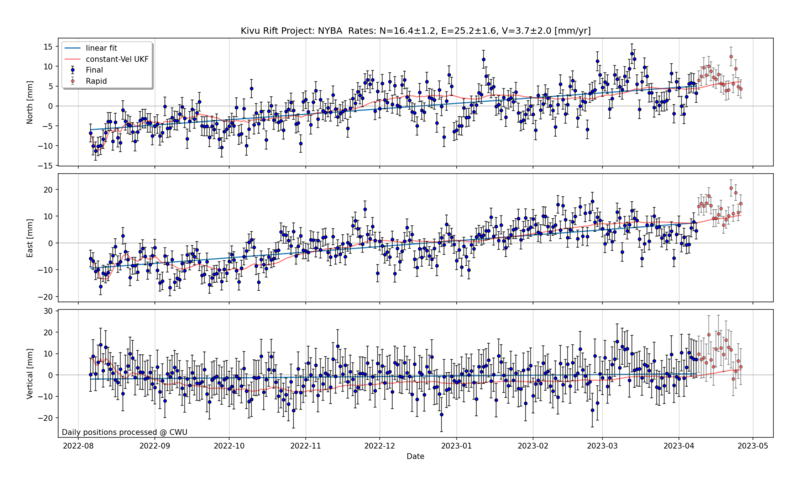 Kivu Rift Project: NYBA  Rates: N=16.4±1.2, E=25.2±1.6, V=3.7±2.0 [mm/yr]
linear fit
constant-Vel UKF
Final
Rapid
North [mm]
15
10
5
0
−5
−10
−15
East [mm]
20
10
0
−10
−20
Vertical [mm]
30
20
10
0
−10
−20
Daily positions processed @ CWU
2022-08 2022-09 2022-10 2022-11 2022-12 2023-01 2023-02 2023-03 2023-04 2023-05
Date